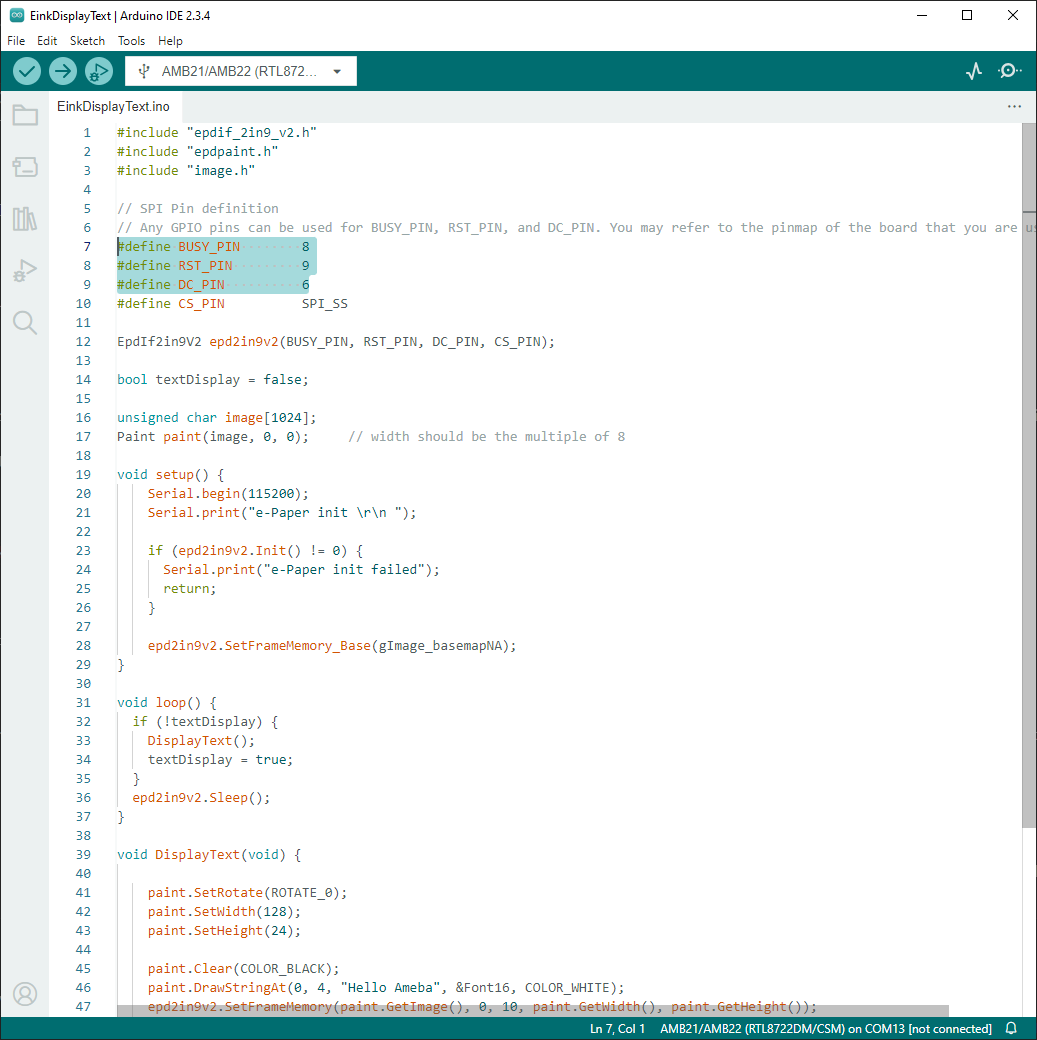 EinkDisplayText | Arduino IDE 2.3.4
File Edit Sketch Tools Help
AMB21/AMB22 (RTL872...
EinkDisplayText.ino
1 #include "epdif_2in9_v2.h"
2 #include "epdpaint.h"
3 #include "image.h"
4
5 // SPI Pin definition
6 // Any GPIO pins can be used for BUSY_PIN, RST_PIN, and DC_PIN. You may refer to the pinmap of the board that you are us
7 #define BUSY_PIN 8
8 #define RST_PIN 9
9 #define DC_PIN 6
10 #define CS_PIN SPI_SS
11
12 EpdIf2in9V2 epd2in9v2(BUSY_PIN, RST_PIN, DC_PIN, CS_PIN);
13
14 bool textDisplay = false;
15
16 unsigned char image[1024];
17 Paint paint(image, 0, 0); // width should be the multiple of 8
18
19 void setup() {
20 Serial.begin(115200);
21 Serial.print("e-Paper init \r\n ");
22
23 if (epd2in9v2.Init() != 0) {
24 Serial.print("e-Paper init failed");
25 return;
26 }
27
28 epd2in9v2.SetFrameMemory_Base(gImage_basemapNA);
29 }
30
31 void loop() {
32 if (!textDisplay) {
33 DisplayText();
34 textDisplay = true;
35 }
36 epd2in9v2.Sleep();
37 }
38
39 void DisplayText(void) {
40
41 paint.SetRotate(ROTATE_0);
42 paint.SetWidth(128);
43 paint.SetHeight(24);
44
45 paint.Clear(COLOR_BLACK);
46 paint.DrawStringAt(0, 4, "Hello Ameba", &Font16, COLOR_WHITE);
47 epd2in9v2.SetFrameMemory(paint.GetImage(), 0, 10, paint.GetWidth(), paint.GetHeight());
Ln 7, Col 1 AMB21/AMB22 (RTL8722DM/CSM) on COM13 [not connected]